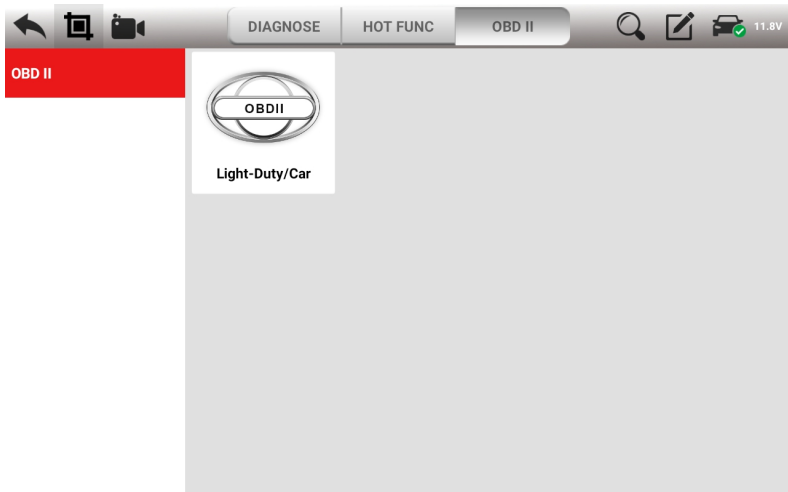 DIAGNOSE
HOT FUNC
OBD II
11.8V
OBD II
OBDII
Light-Duty/Car